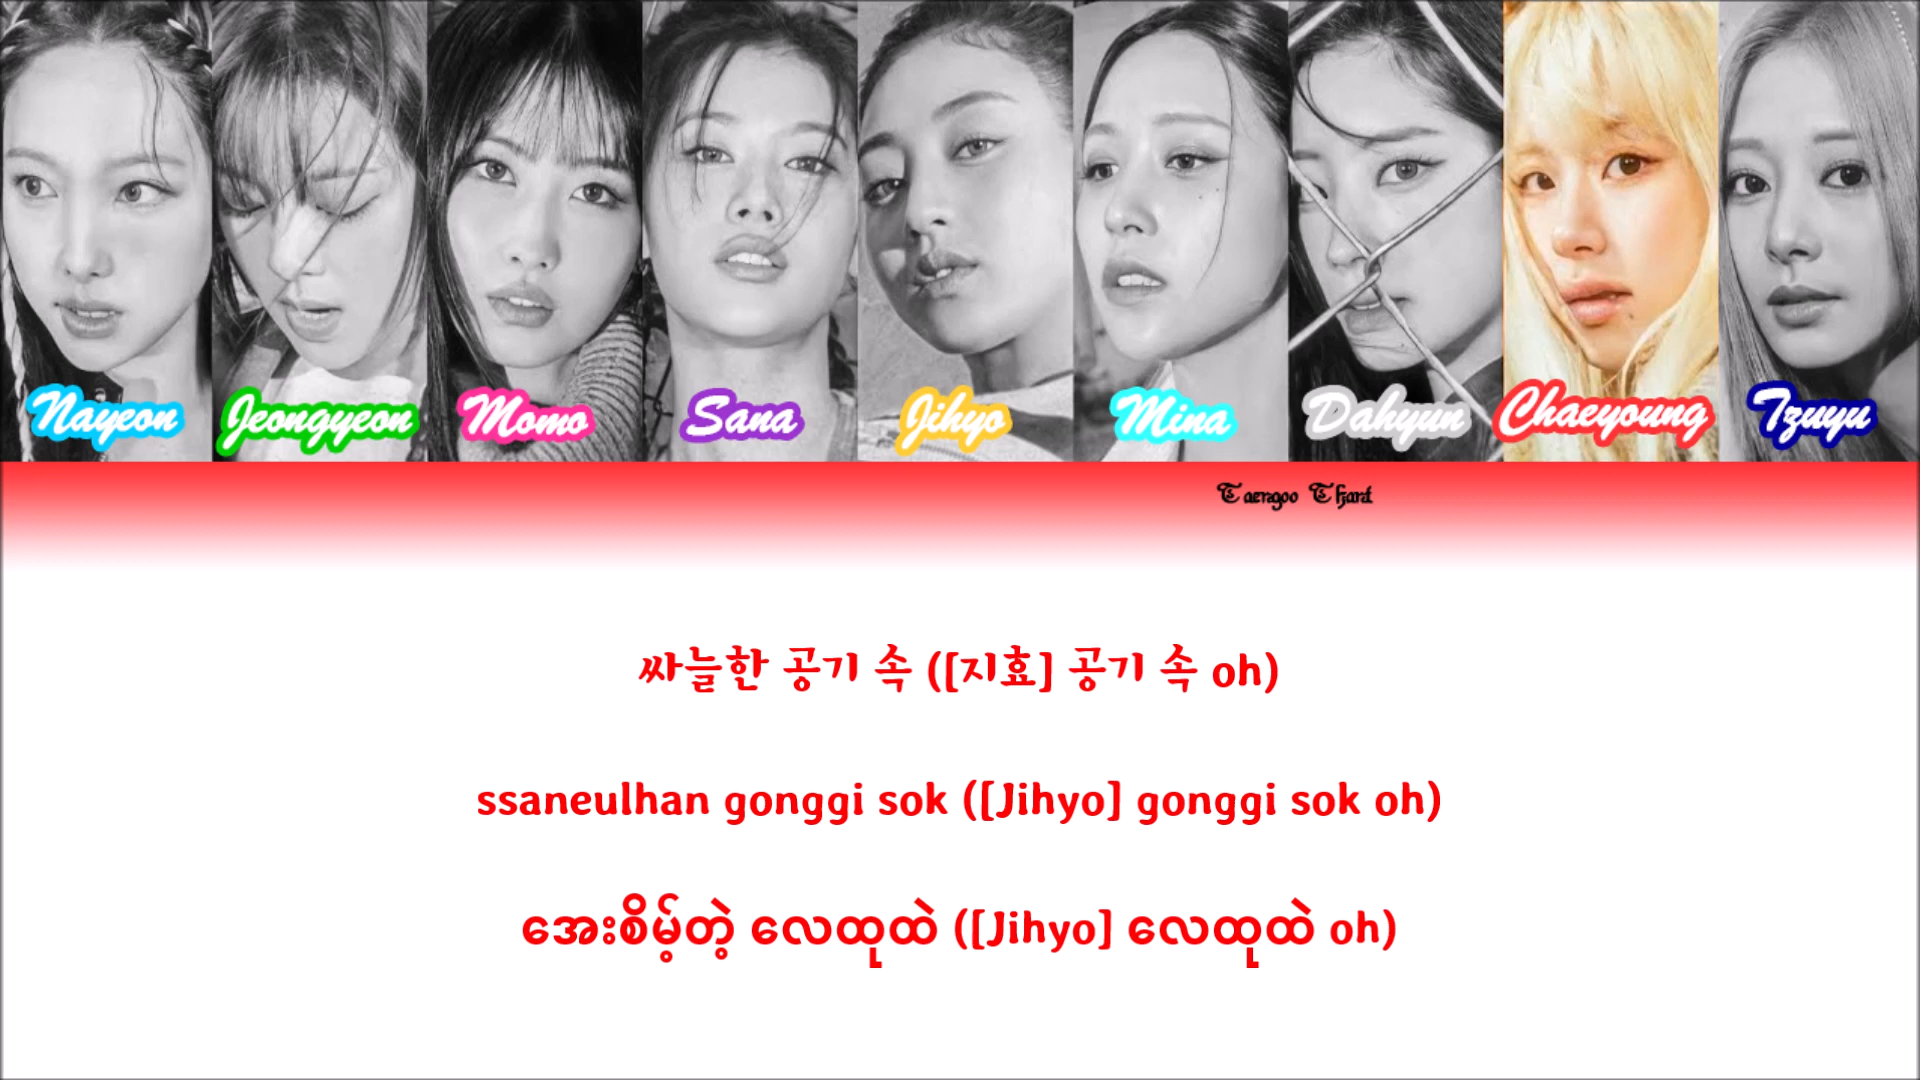 Nayeon Jeongyeon Momo Sana Jihyo Mina Dahyun Chaeyoung Tzuyu
Taeragoo Thant
싸늘한 공기 속 ([지효] 공기 속 oh)
ssaneulhan gonggi sok ([Jihyo] gonggi sok oh)
အေးစိမ့်တဲ့ လေထုထဲ ([Jihyo] လေထုထဲ oh)